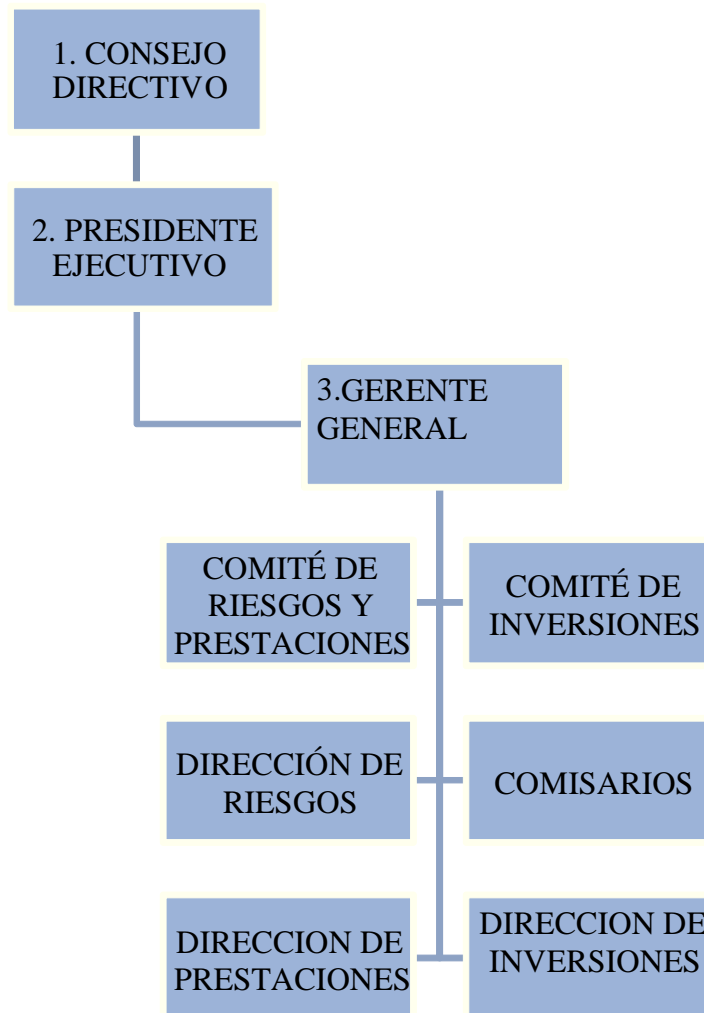 1. CONSEJO
DIRECTIVO
2. PRESIDENTE
EJECUTIVO
3.GERENTE
GENERAL
COMITÉ DE
RIESGOS Y
PRESTACIONES
COMITÉ DE
INVERSIONES
DIRECCIÓN DE
RIESGOS
COMISARIOS
DIRECCION DE
PRESTACIONES
DIRECCION DE
INVERSIONES